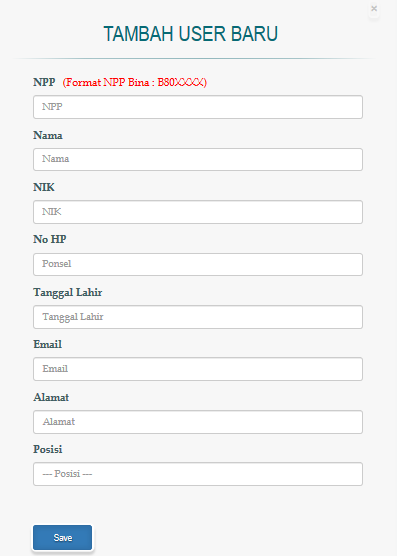 ×
TAMBAH USER BARU
NPP (Format NPP Bina : B80XXXX)
NPP
Nama
Nama
NIK
NIK
No HP
Ponsel
Tanggal Lahir
Tanggal Lahir
Email
Email
Alamat
Alamat
Posisi
--- Posisi ---
Save